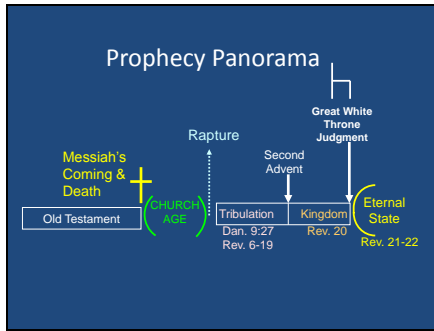 Prophecy Panorama
Great White
Throne
Judgment
Rapture
Second
Advent
Messiah's
Coming &
Death
Old Testament
CHURCH
AGE
Tribulation
Dan. 9:27
Rev. 6-19
Kingdom
Rev. 20
Eternal
State
Rev. 21-22